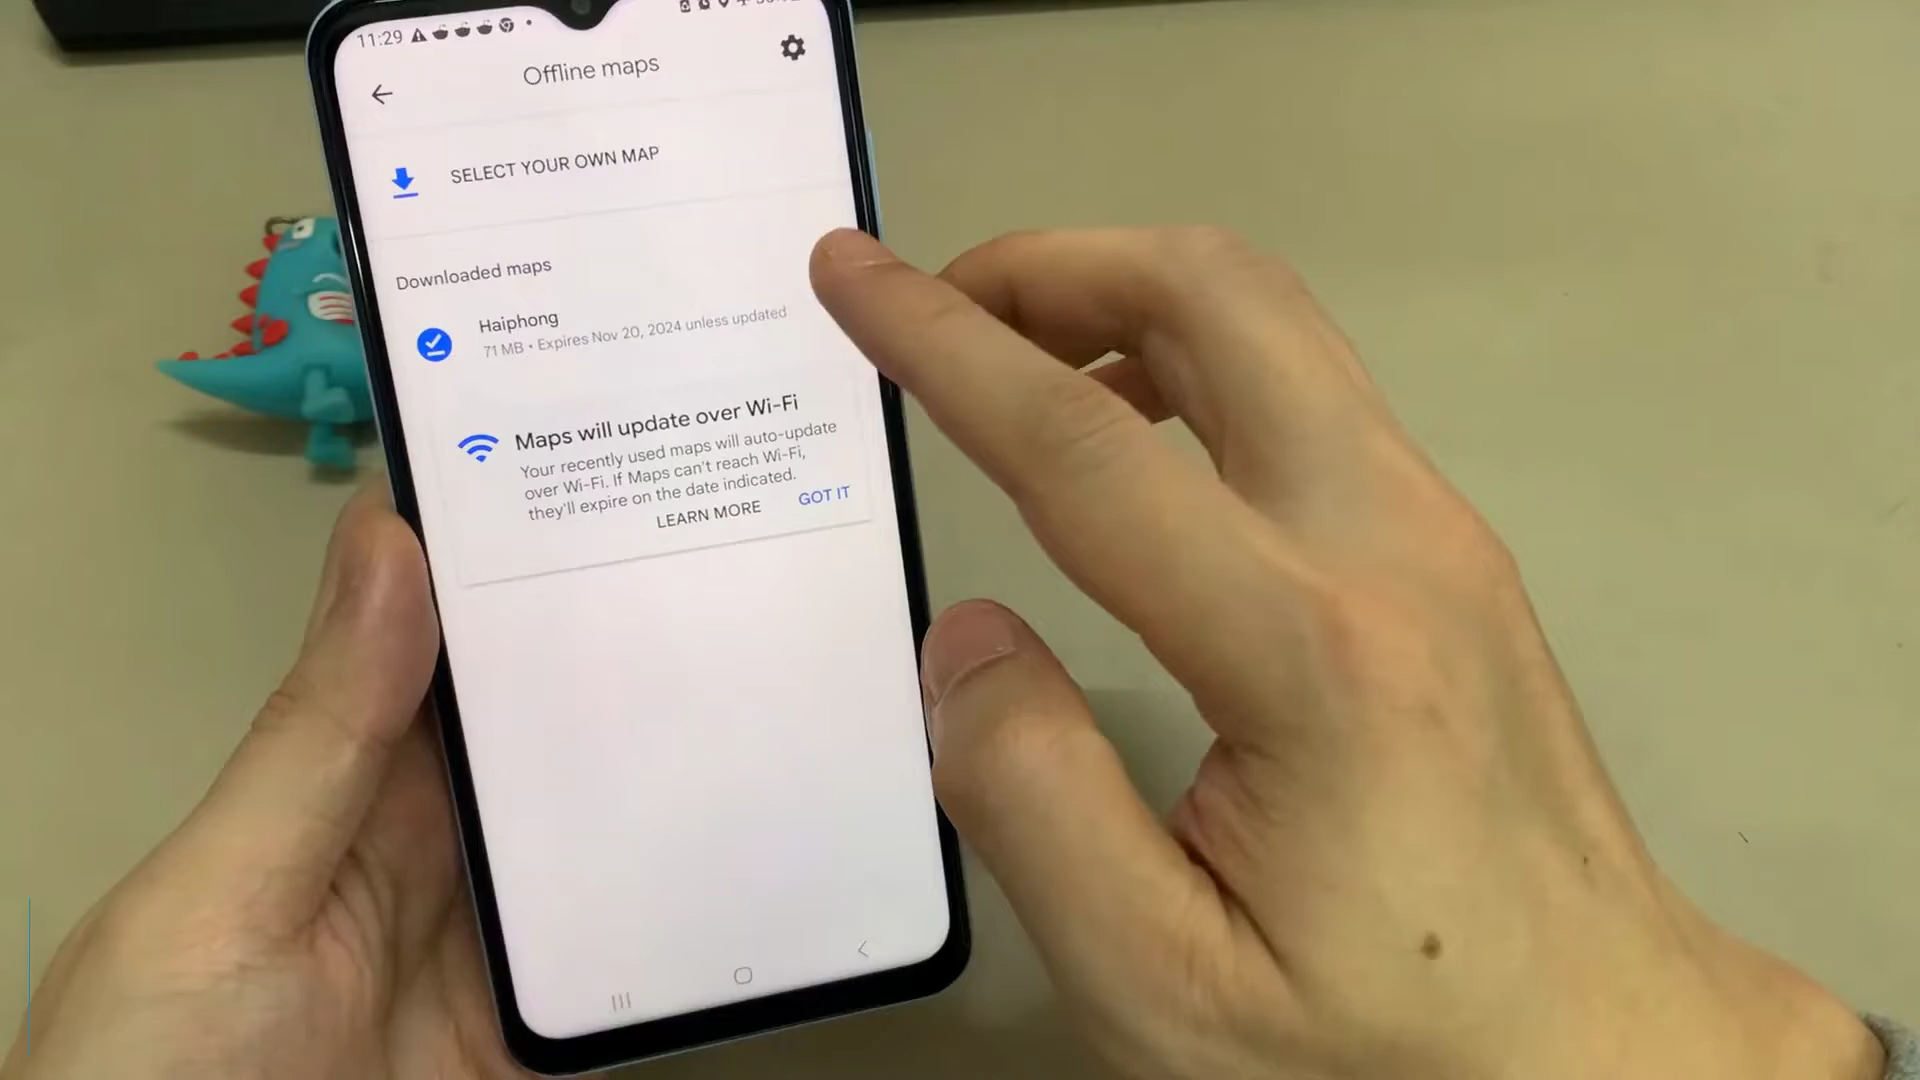 11:29
Offline maps
SELECT YOUR OWN MAP
Downloaded maps
Haiphong
71 MB • Expires Nov 20, 2024 unless updated
Maps will update over Wi-Fi
Your recently used maps will auto-update
over Wi-Fi. If Maps can't reach Wi-Fi,
they'll expire on the date indicated.
LEARN MORE GOT IT